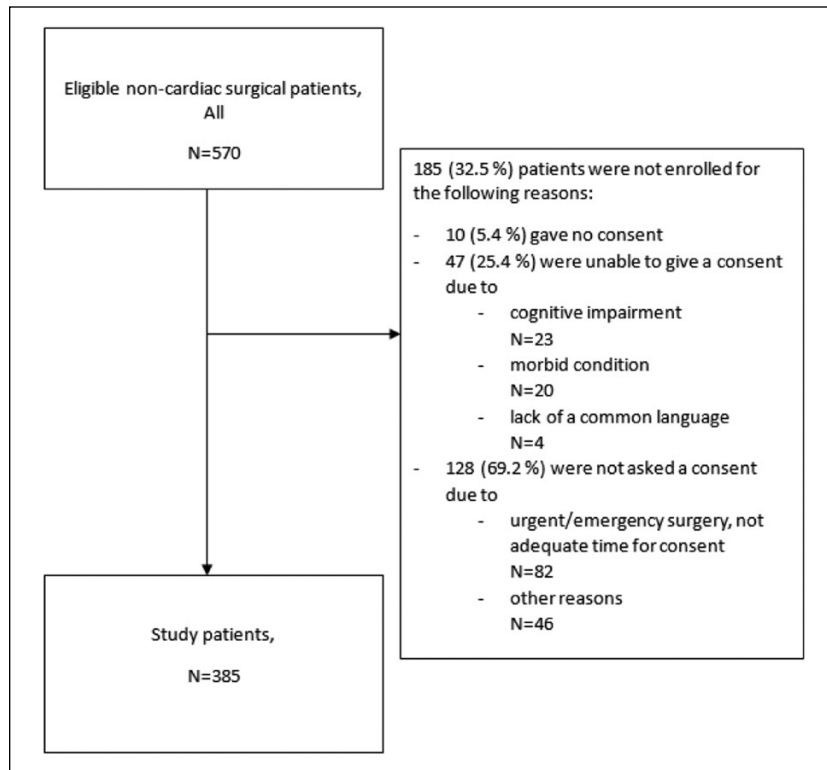 Eligible non-cardiac surgical patients,
All
N=570
185 (32.5 %) patients were not enrolled for
the following reasons:
- 10 (5.4 %) gave no consent
- 47 (25.4 %) were unable to give a consent
due to
- cognitive impairment
N=23
- morbid condition
N=20
- lack of a common language
N=4
- 128 (69.2 %) were not asked a consent
due to
- urgent/emergency surgery, not
adequate time for consent
N=82
- other reasons
N=46
Study patients,
N=385